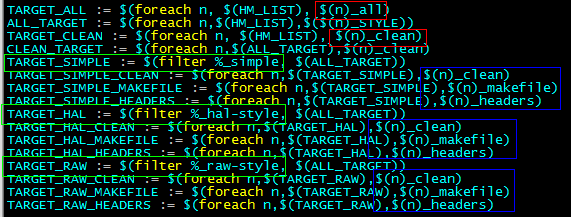 TARGET_ALL := $(foreach n, $(HM_LIST), $(n)_all)
ALL_TARGET := $(foreach n, $(HM_LIST),$($(n)_STYLE))
TARGET_CLEAN := $(foreach n, $(HM_LIST), $(n)_clean)
CLEAN_TARGET := $(foreach n,$(ALL_TARGET),$(n)_clean)
TARGET_SIMPLE := $(filter %_simple, $(ALL_TARGET))
TARGET_SIMPLE_CLEAN := $(foreach n,$(TARGET_SIMPLE),$(n)_clean)
TARGET_SIMPLE_MAKEFILE := $(foreach n,$(TARGET_SIMPLE),$(n)_makefile)
TARGET_SIMPLE_HEADERS := $(foreach n,$(TARGET_SIMPLE),$(n)_headers)
TARGET_HAL := $(filter %_hal-style, $(ALL_TARGET))
TARGET_HAL_CLEAN := $(foreach n,$(TARGET_HAL),$(n)_clean)
TARGET_HAL_MAKEFILE := $(foreach n,$(TARGET_HAL),$(n)_makefile)
TARGET_HAL_HEADERS := $(foreach n,$(TARGET_HAL),$(n)_headers)
TARGET_RAW := $(filter %_raw-style, $(ALL_TARGET))
TARGET_RAW_CLEAN := $(foreach n,$(TARGET_RAW),$(n)_clean)
TARGET_RAW_MAKEFILE := $(foreach n,$(TARGET_RAW),$(n)_makefile)
TARGET_RAW_HEADERS := $(foreach n,$(TARGET_RAW),$(n)_headers)